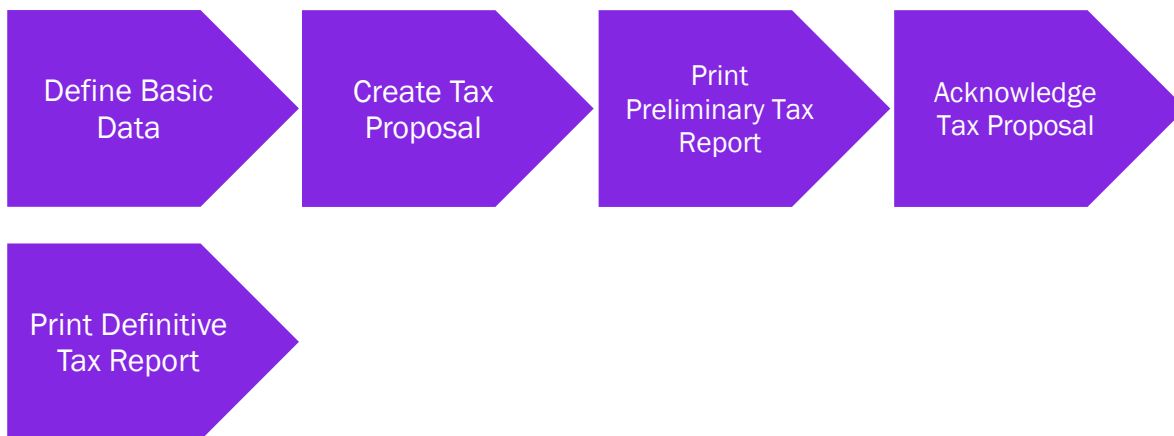 Define Basic
Data
Create Tax
Proposal
Print
Preliminary Tax
Report
Acknowledge
Tax Proposal
Print Definitive
Tax Report